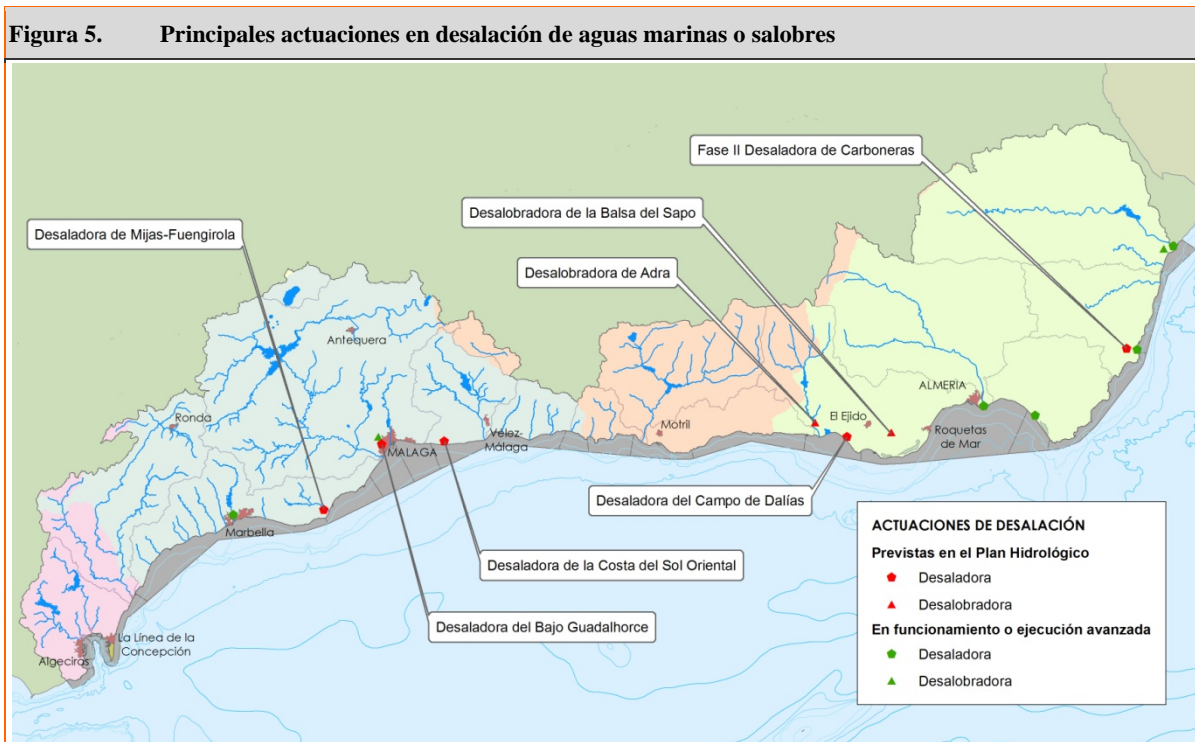 Figura 5. Principales actuaciones en desalación de aguas marinas o salobres
Fase II Desaladora de Carboneras
Desalobradora de la Balsa del Sapo
Desaladora de Mijas-Fuengirola
Desalobradora de Adra
Antequera
ALMERÍA
Ronda
El Ejido
Vélez-
Málaga
Motril
Roquetas
de Mar
MALAGA
Desaladora del Campo de Dalías
Marbella
ACTUACIONES DE DESALACIÓN
Previstas en el Plan Hidrológico
Desaladora
Desalobradora
En funcionamiento o ejecución avanzada
Desaladora
Desalobradora
Desaladora de la Costa del Sol Oriental
Desaladora del Bajo Guadalhorce
La Línea de la
Concepción
Algeciras